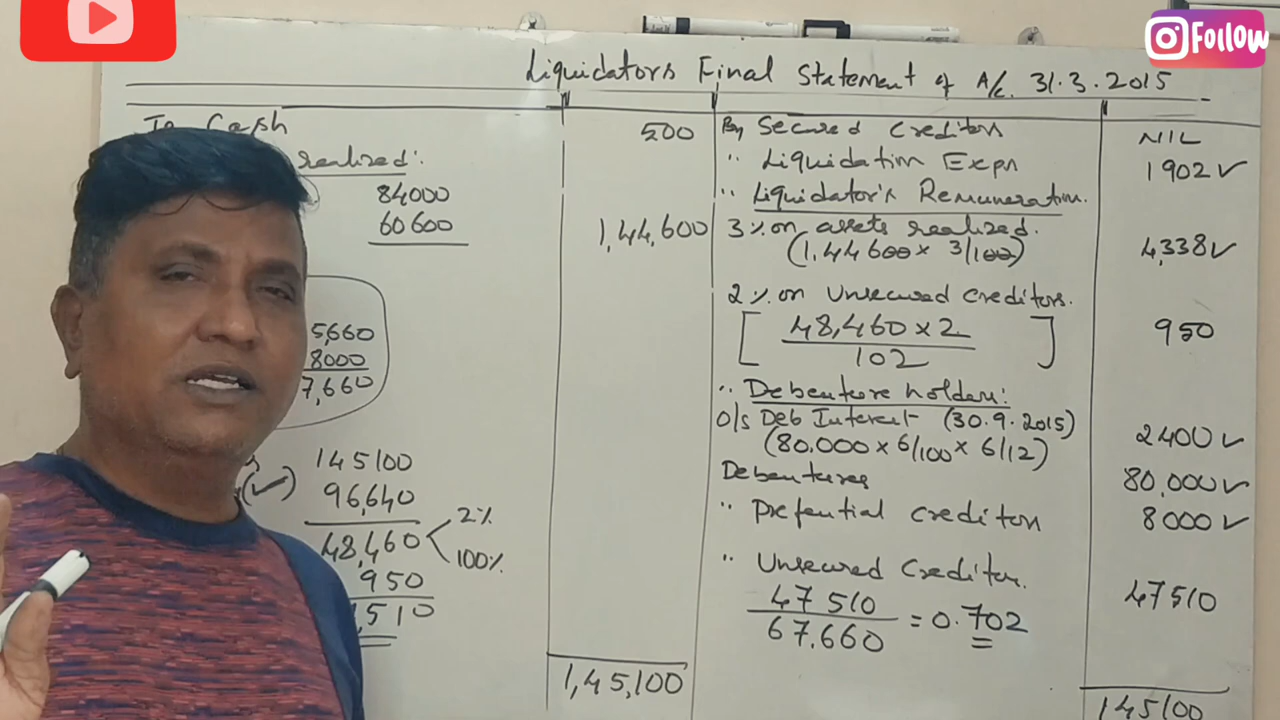 Follow
Liquidators Final Statement of A/c. 31.3.2015
To Cash 500
realized:
84000
60600 1,44,600
5,660
8000
7,660
145100
96,640
48,460 2%
100%
950
,510
1,45,100
By Secured Creditors NIL
" Liquidation Expn 1902 ✓
" Liquidator's Remuneration.
3% on assets realized.
(1,44600 × 3/100) 4,338 ✓
2% on Unsecured Creditors.
[ 48,460 × 2 / 102 ] 950
" Debenture holders:
O/s Deb Interest (30.9.2015)
(80.000 × 6/100 × 6/12) 2400 ✓
Debentures 80,000 ✓
" Prefential Creditors 8000 ✓
" Unsecured Creditors. 47510
47510 / 67.660 = 0.702
145100